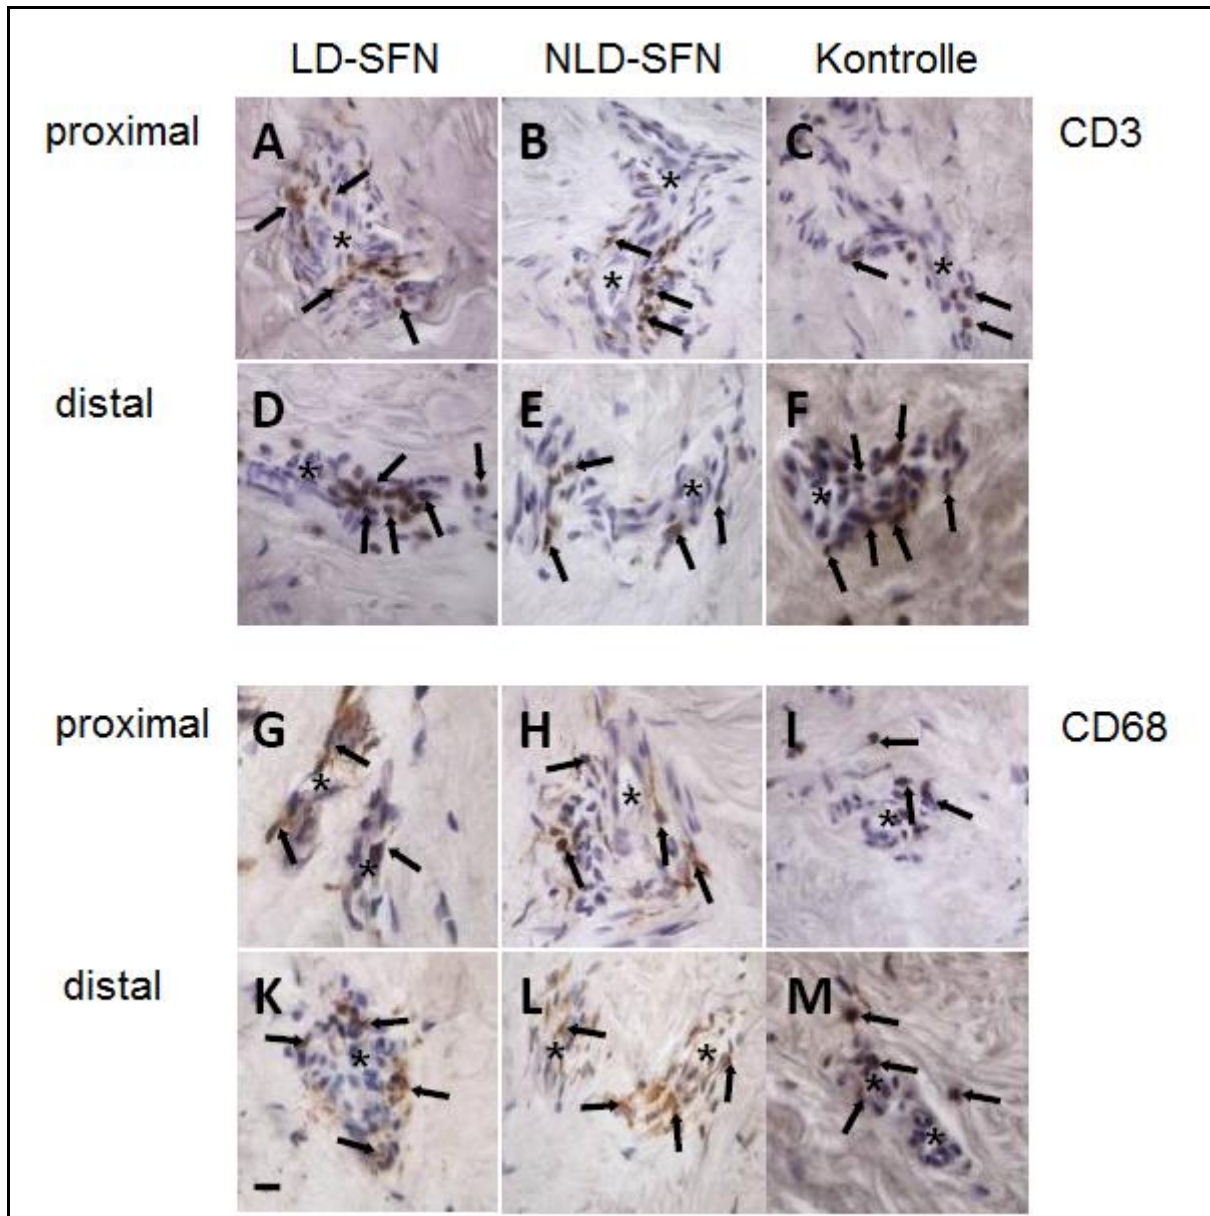 LD-SFN NLD-SFN Kontrolle
proximal A * B * * C * CD3
distal D * E * F *
proximal G * * H * I * CD68
distal K * L * * M * *